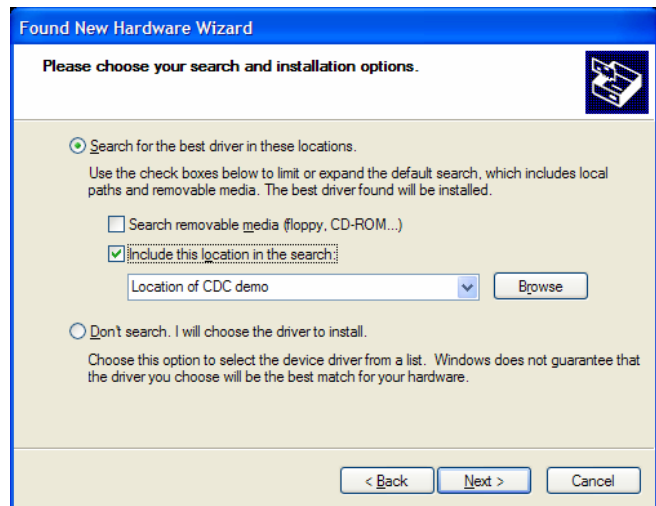 Found New Hardware Wizard
Please choose your search and installation options.
Search for the best driver in these locations.
Use the check boxes below to limit or expand the default search, which includes local
paths and removable media. The best driver found will be installed.
Search removable media (floppy, CD-ROM...)
Include this location in the search:
Location of CDC demo
Browse
Don't search. I will choose the driver to install.
Choose this option to select the device driver from a list. Windows does not guarantee that
the driver you choose will be the best match for your hardware.
< Back
Next >
Cancel